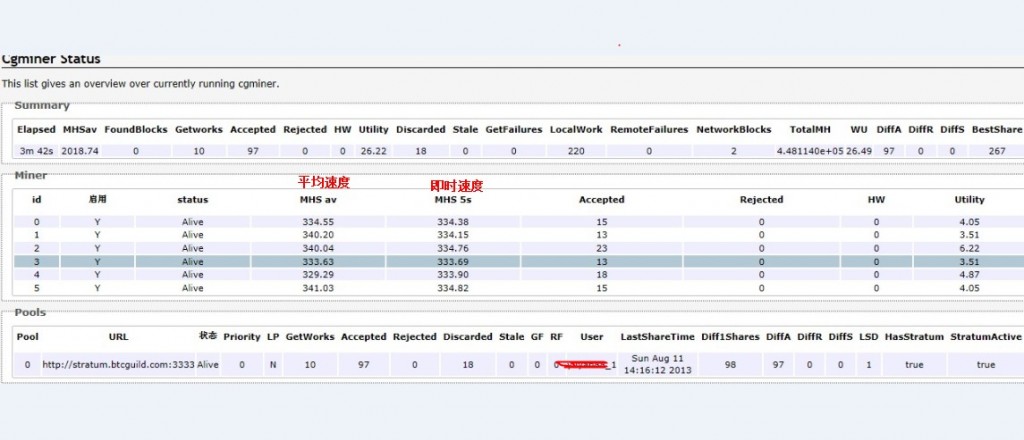 Cgminer Status
This list gives an overview over currently running cgminer.
Summary
Elapsed MHSav FoundBlocks Getworks Accepted Rejected HW Utility Discarded Stale GetFailures LocalWork RemoteFailures NetworkBlocks TotalMH WU DiffA DiffR DiffS BestShare
3m 42s 2018.74 0 10 97 0 0 26.22 18 0 0 220 0 2 4.481140e+05 26.49 97 0 0 267
Miner
平均速度 即时速度
id 启用 status MHS av MHS 5s Accepted Rejected HW Utility
0 Y Alive 334.55 334.38 15 0 0 4.05
1 Y Alive 340.20 334.15 13 0 0 3.51
2 Y Alive 340.04 334.76 23 0 0 6.22
3 Y Alive 333.63 333.69 13 0 0 3.51
4 Y Alive 329.29 333.90 18 0 0 4.87
5 Y Alive 341.03 334.82 15 0 0 4.05
Pools
Pool URL 状态 Priority LP GetWorks Accepted Rejected Discarded Stale GF RF User LastShareTime Diff1Shares DiffA DiffR DiffS LSD HasStratum StratumActive
0 http://stratum.btcguild.com:3333 Alive 0 N 10 97 0 18 0 0 0 _1 Sun Aug 11 98 97 0 0 1 true true
14:16:12 2013